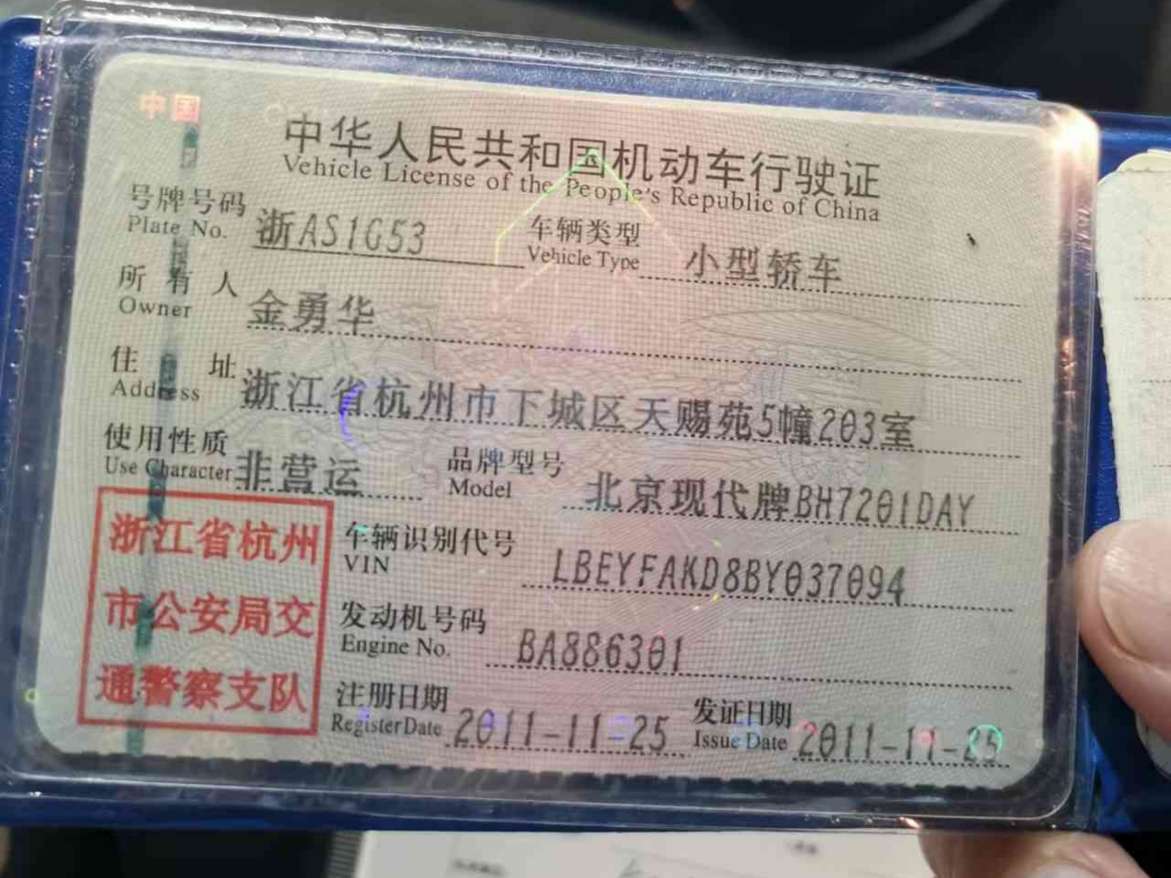 中国
中华人民共和国机动车行驶证
Vehicle License of the People's Republic of China
号牌号码 浙AS1G53 车辆类型 小型轿车
Plate No. Vehicle Type
所有人 金勇华
Owner
住址 浙江省杭州市下城区天赐苑5幢203室
Address
使用性质 非营运 品牌型号 北京现代牌BH7201DAY
Use Character Model
浙江省杭州
市公安局交
通警察支队
车辆识别代号 LBEYFAKD8BY037094
VIN
发动机号码 BA886301
Engine No.
注册日期 2011-11-25 发证日期 2011-11-25
Register Date Issue Date